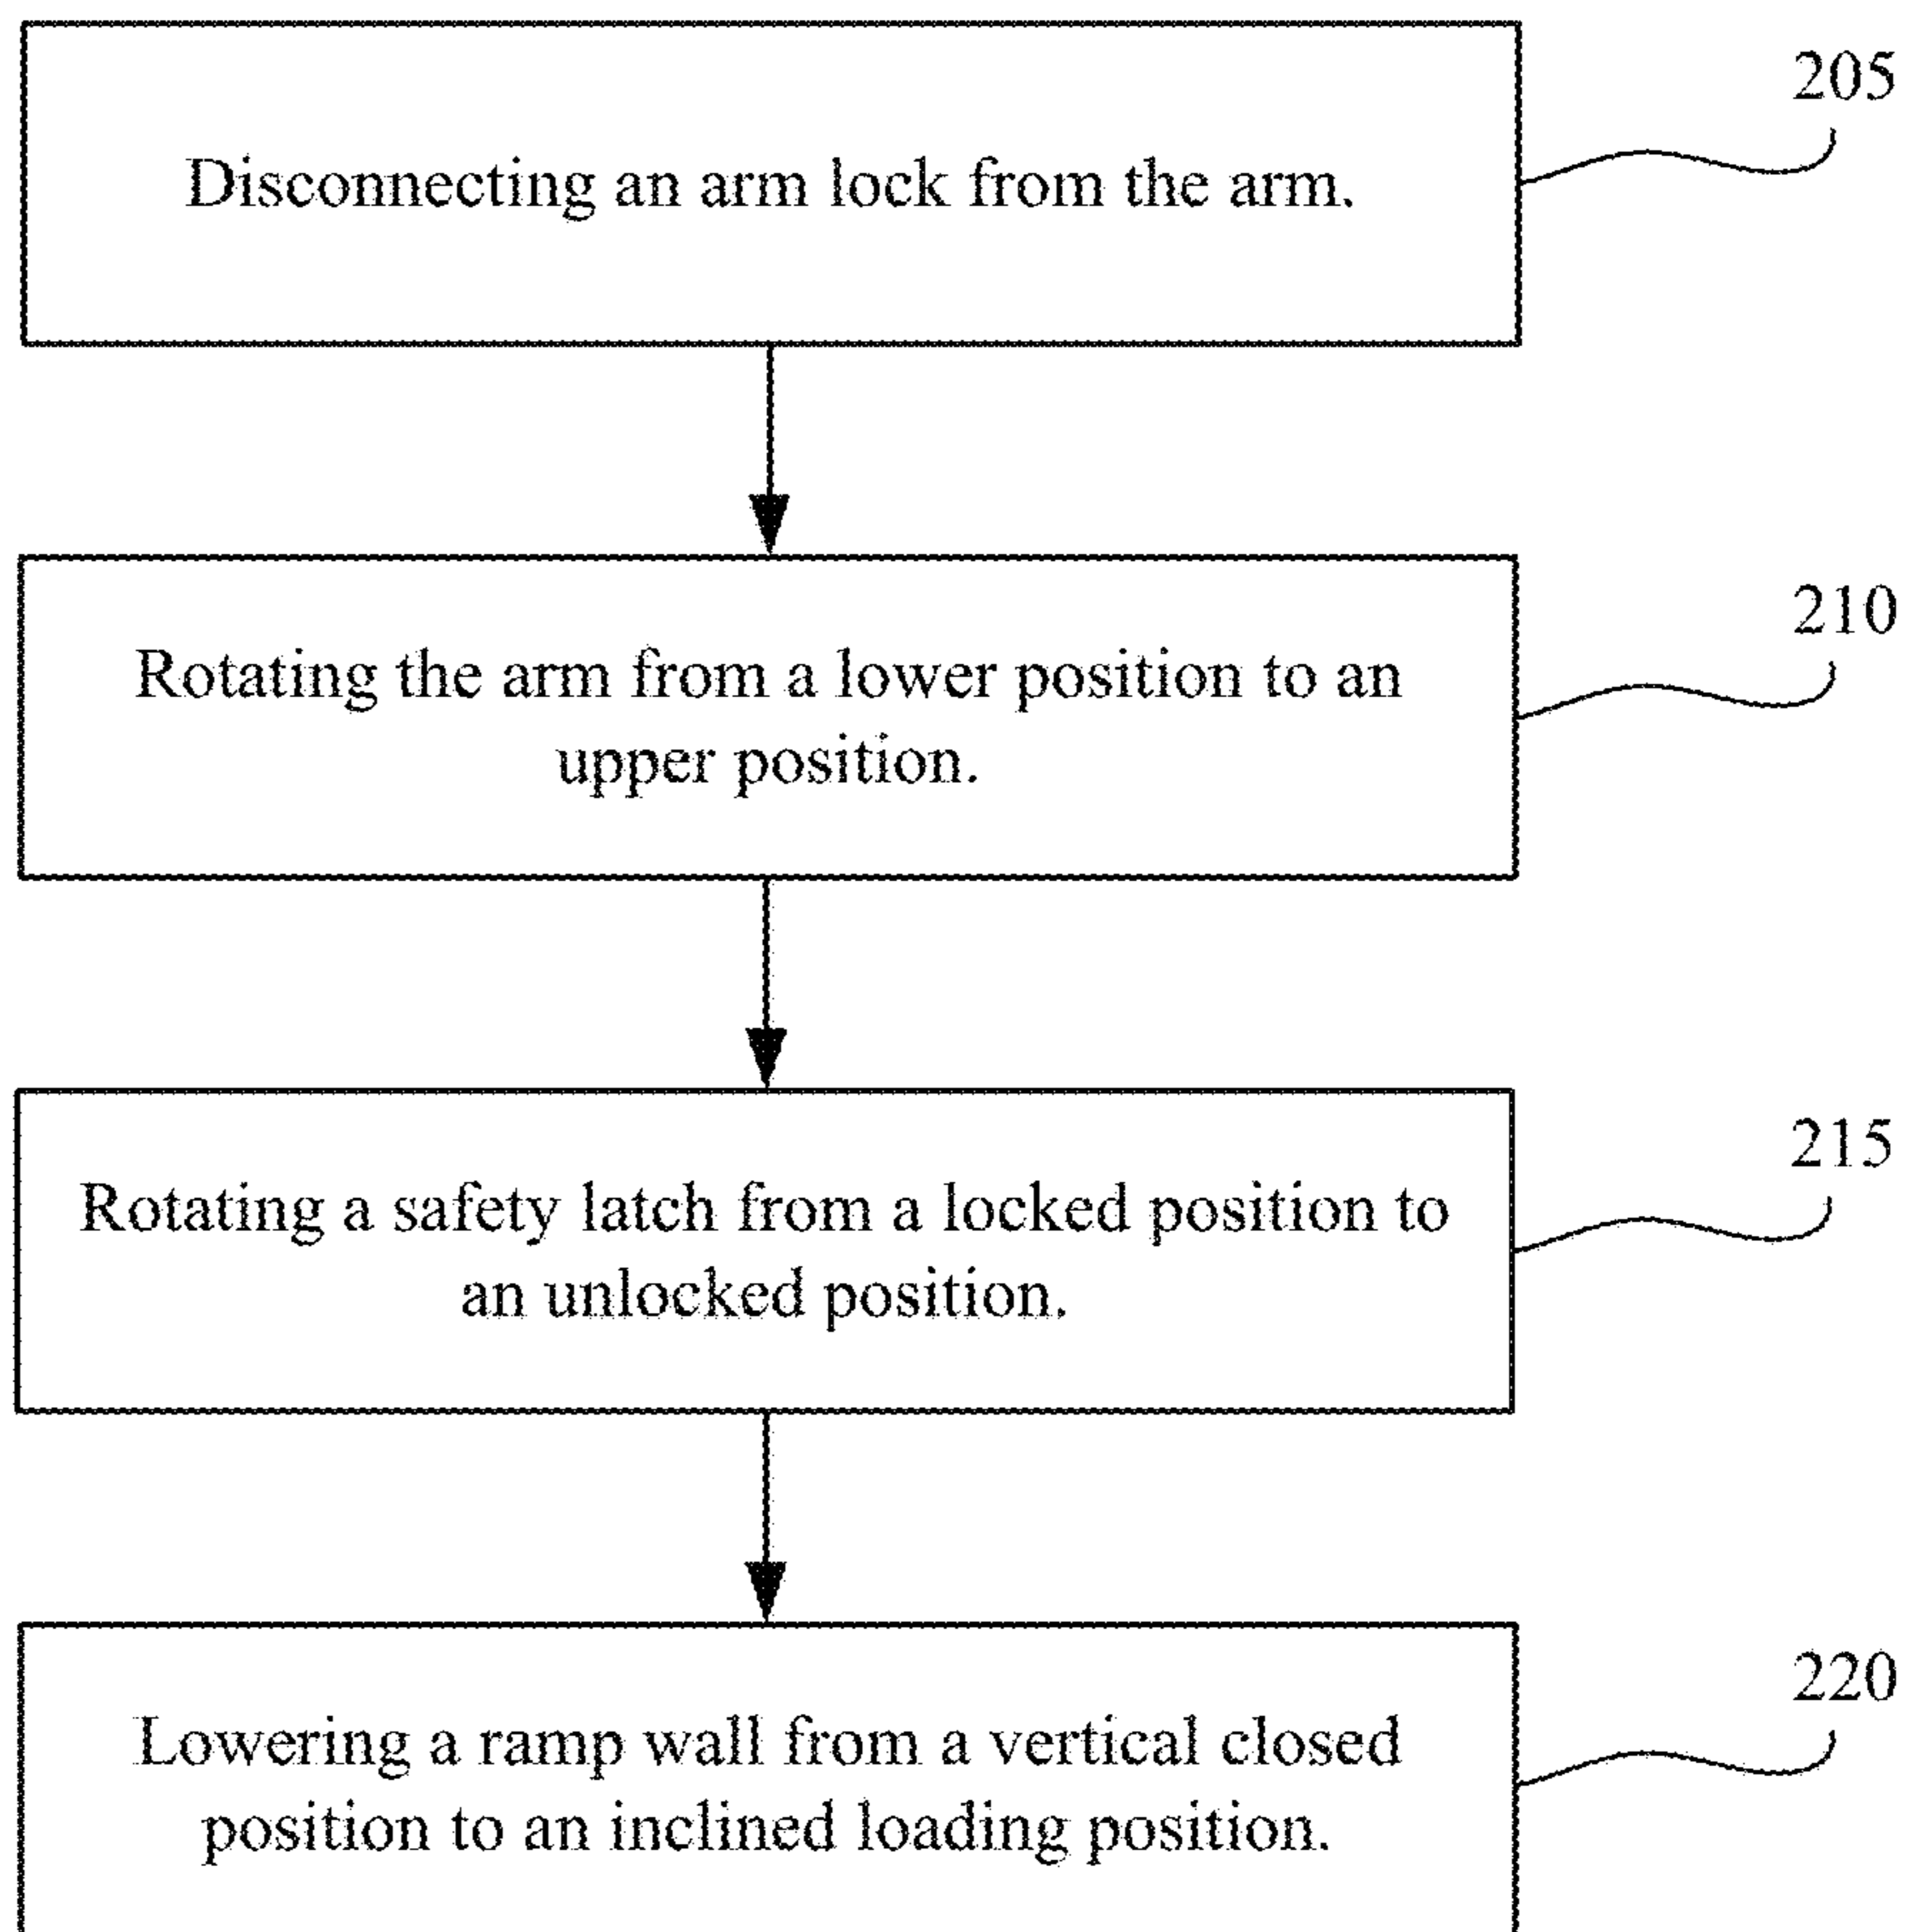 205
Disconnecting an arm lock from the arm.
210
Rotating the arm from a lower position to an
upper position.
215
Rotating a safety latch from a locked position to
an unlocked position.
220
Lowering a ramp wall from a vertical closed
position to an inclined loading position.